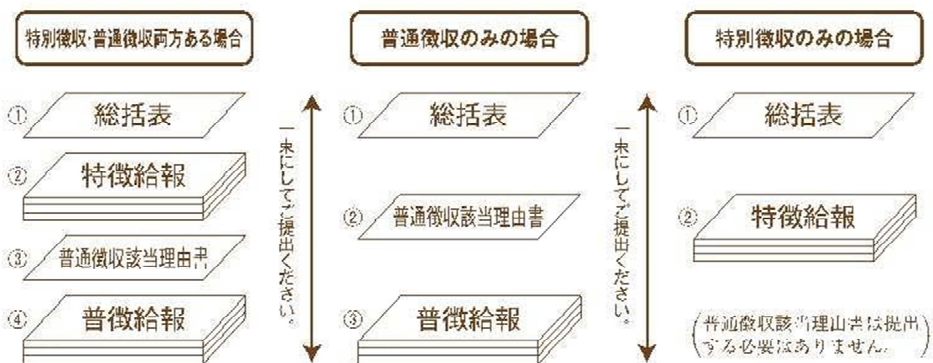 特別徴収・普通徴収両方ある場合
① 総括表
② 特徴給報
③ 普通徴収該当理由書
④ 普徴給報
一束にしてご提出ください。
普通徴収のみの場合
① 総括表
② 普通徴収該当理由書
③ 普徴給報
一束にしてご提出ください。
特別徴収のみの場合
① 総括表
② 特徴給報
(普通徴収該当理由書は提出
する必要はありません。)